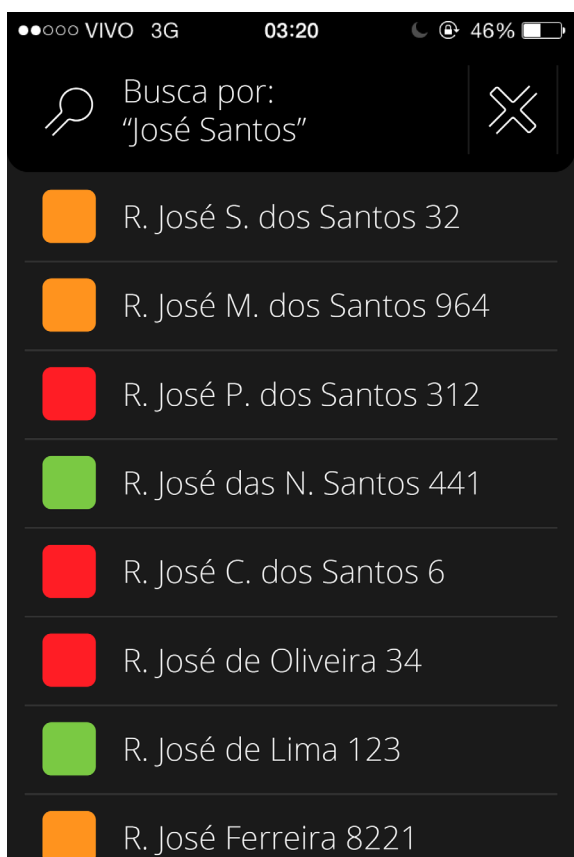 VIVO 3G 03:20 46%
Busca por:
“José Santos”
R. José S. dos Santos 32
R. José M. dos Santos 964
R. José P. dos Santos 312
R. José das N. Santos 441
R. José C. dos Santos 6
R. José de Oliveira 34
R. José de Lima 123
R. José Ferreira 8221